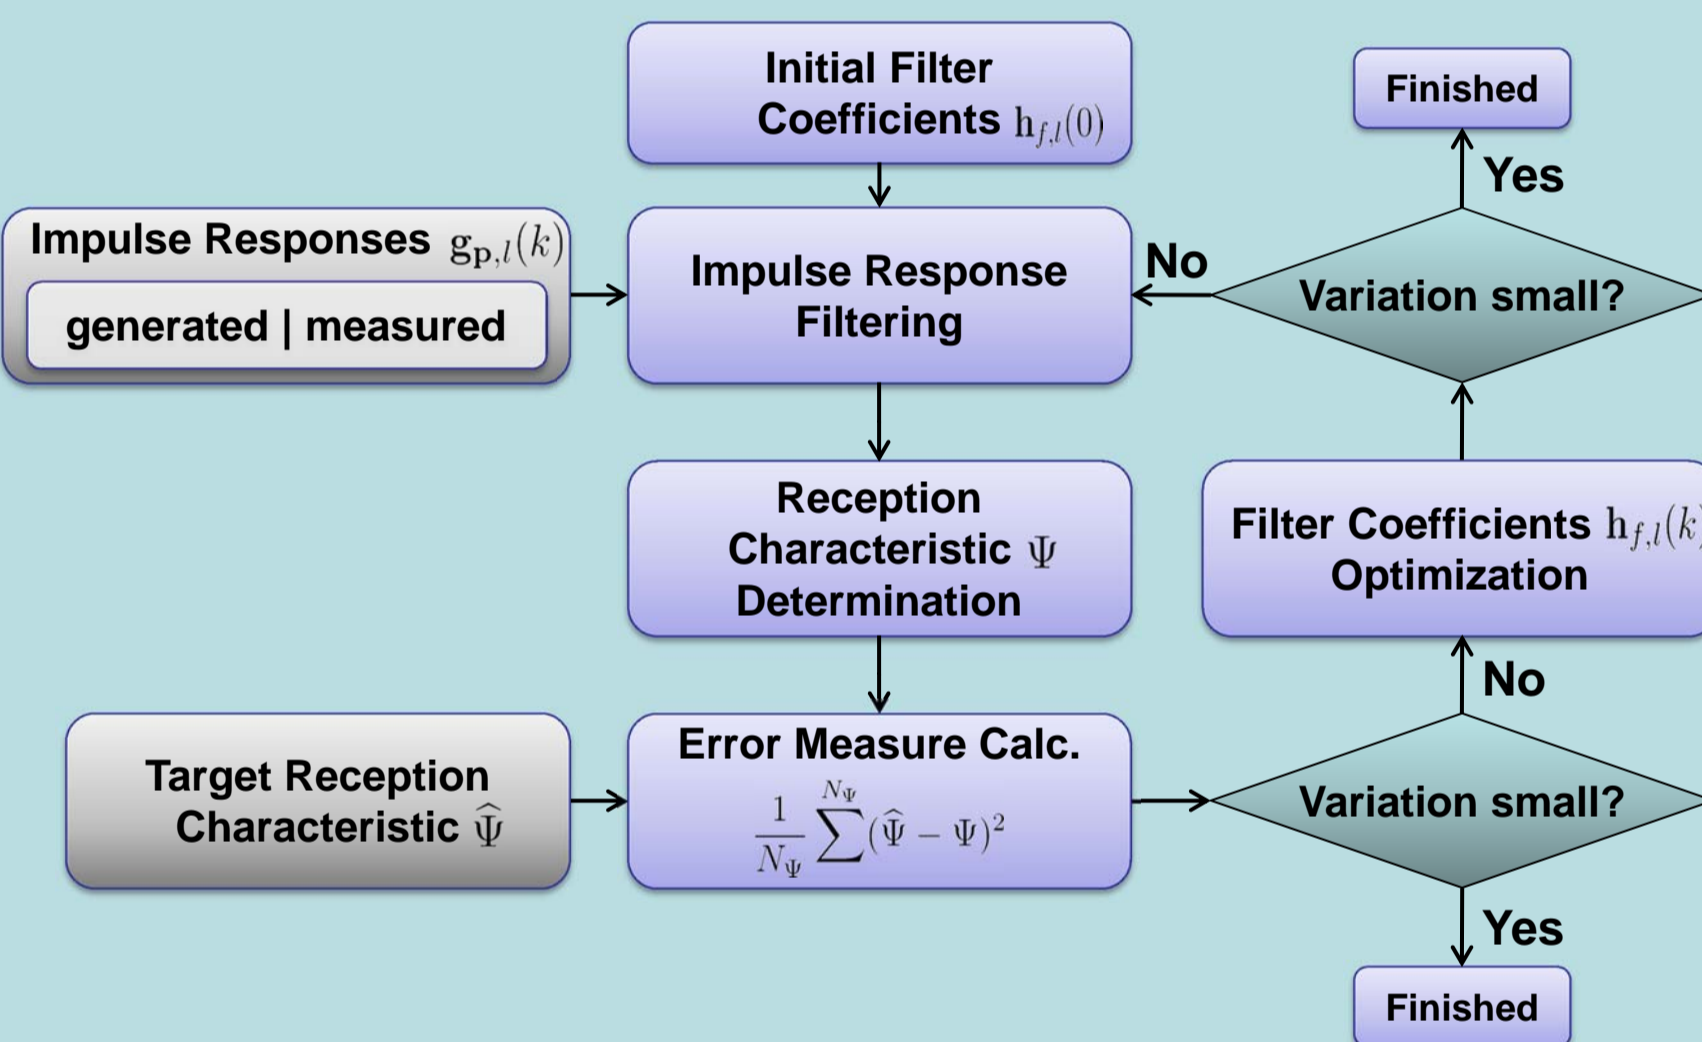 Initial Filter
Coefficients h_{f,l}(0)
Finished
Yes
Impulse Responses g_{p,l}(k)
generated | measured
Impulse Response
Filtering
No
Variation small?
Reception
Characteristic Ψ
Determination
Filter Coefficients h_{f,l}(k)
Optimization
No
Target Reception
Characteristic Ψ̂
Error Measure Calc.
\frac{1}{N_Ψ} \sum^{N_Ψ} (Ψ̂ − Ψ)^2
Variation small?
Yes
Finished